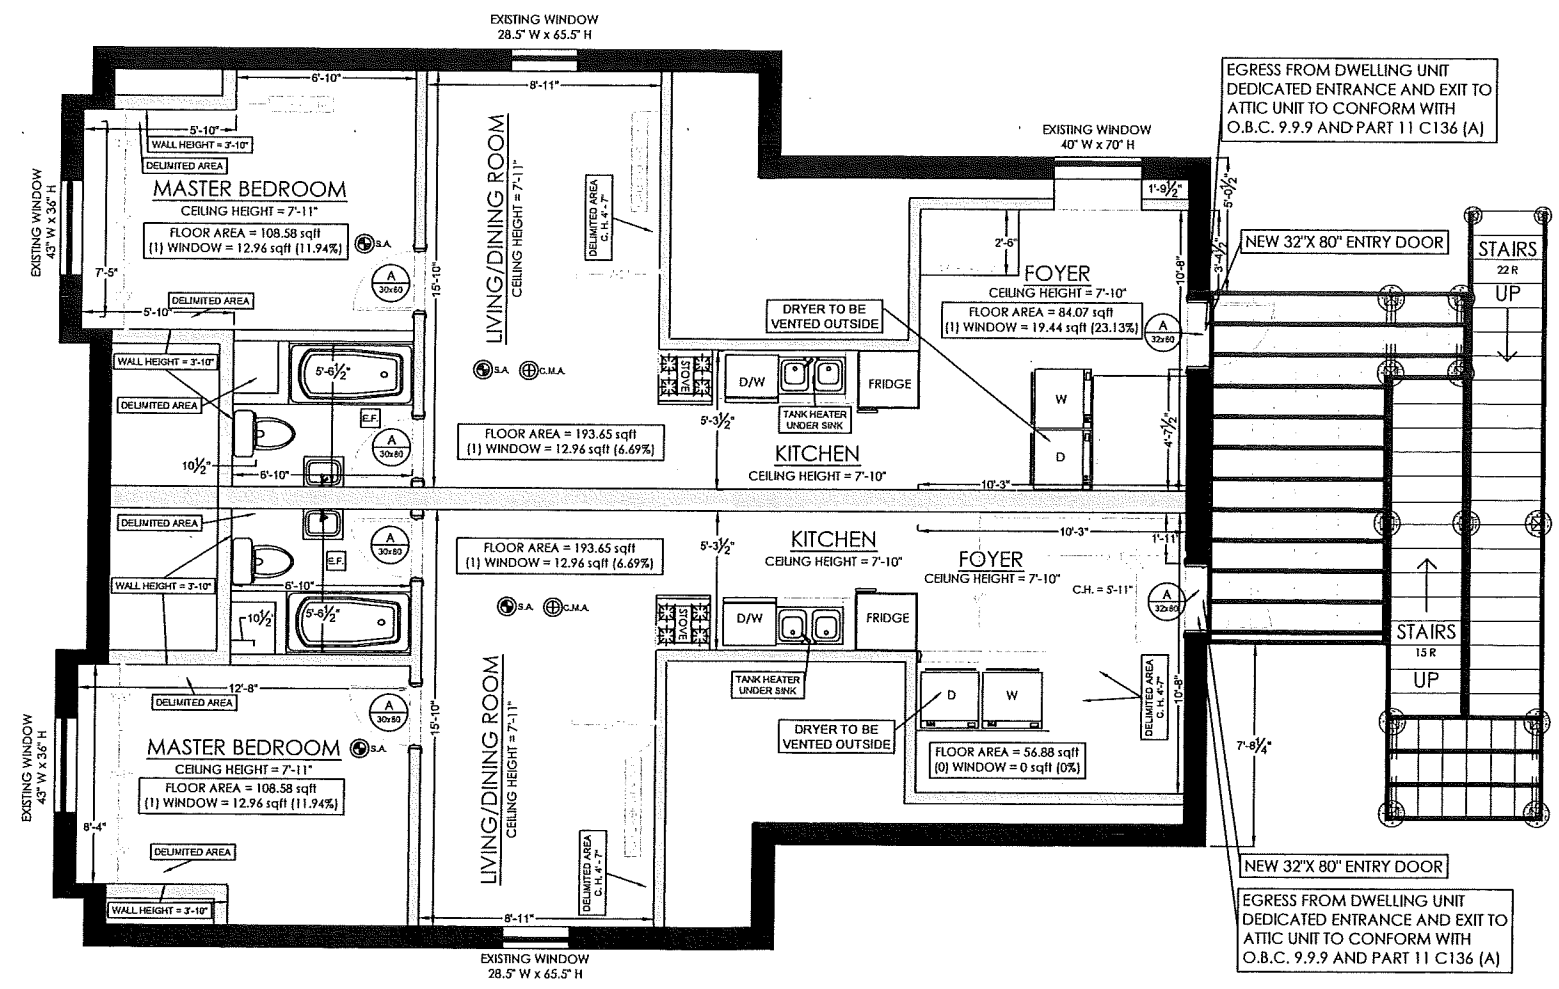 EXISTING WINDOW
28.5" W x 65.5" H
EGRESS FROM DWELLING UNIT
DEDICATED ENTRANCE AND EXIT TO
ATTIC UNIT TO CONFORM WITH
O.B.C. 9.9.9 AND PART 11 C136 (A)
EXISTING WINDOW
40" W x 70" H
6'-10"
8'-11"
5'-10"
WALL HEIGHT = 3'-10"
DELIMITED AREA
MASTER BEDROOM
CEILING HEIGHT = 7'-11"
FLOOR AREA = 108.58 sqft
(1) WINDOW = 12.96 sqft (11.94%)
S.A.
A
30x80
EXISTING WINDOW
43" W x 36" H
7'-5"
DELIMITED AREA
5'-10"
LIVING/DINING ROOM
CEILING HEIGHT = 7'-11"
15'-10"
DELIMITED AREA
C. H. 4'-7"
1'-9½"
5'-0½"
3'-4½"
10'-8"
2'-6"
FOYER
CEILING HEIGHT = 7'-10"
FLOOR AREA = 84.07 sqft
(1) WINDOW = 19.44 sqft (23.13%)
NEW 32"X 80" ENTRY DOOR
STAIRS
22 R
UP
DRYER TO BE
VENTED OUTSIDE
A
32x80
WALL HEIGHT = 3'-10"
5'-6½"
DELIMITED AREA
E.F.
A
30x80
10½"
6'-10"
S.A.
C.M.A.
STOVE
D/W
FRIDGE
TANK HEATER
UNDER SINK
5'-3½"
W
D
4'-7½"
FLOOR AREA = 193.65 sqft
(1) WINDOW = 12.96 sqft (6.69%)
KITCHEN
CEILING HEIGHT = 7'-10"
10'-3"
DELIMITED AREA
E.F.
A
30x80
WALL HEIGHT = 3'-10"
6'-10"
10½"
5'-6½"
FLOOR AREA = 193.65 sqft
(1) WINDOW = 12.96 sqft (6.69%)
S.A.
C.M.A.
5'-3½"
KITCHEN
CEILING HEIGHT = 7'-10"
10'-3"
1'-11"
FOYER
CEILING HEIGHT = 7'-10"
C.H. = 5'-11"
A
32x80
STOVE
D/W
FRIDGE
TANK HEATER
UNDER SINK
STAIRS
15 R
UP
12'-8"
DELIMITED AREA
A
30x80
MASTER BEDROOM
S.A.
CEILING HEIGHT = 7'-11"
FLOOR AREA = 108.58 sqft
(1) WINDOW = 12.96 sqft (11.94%)
EXISTING WINDOW
43" W x 36" H
8'-4"
DELIMITED AREA
WALL HEIGHT = 3'-10"
15'-10"
LIVING/DINING ROOM
CEILING HEIGHT = 7'-11"
DELIMITED AREA
C. H. 4'-7"
8'-11"
D
W
DRYER TO BE
VENTED OUTSIDE
FLOOR AREA = 56.88 sqft
(0) WINDOW = 0 sqft (0%)
DELIMITED AREA
C. H. 4'-7"
10'-8"
7'-8¼"
NEW 32"X 80" ENTRY DOOR
EGRESS FROM DWELLING UNIT
DEDICATED ENTRANCE AND EXIT TO
ATTIC UNIT TO CONFORM WITH
O.B.C. 9.9.9 AND PART 11 C136 (A)
EXISTING WINDOW
28.5" W x 65.5" H